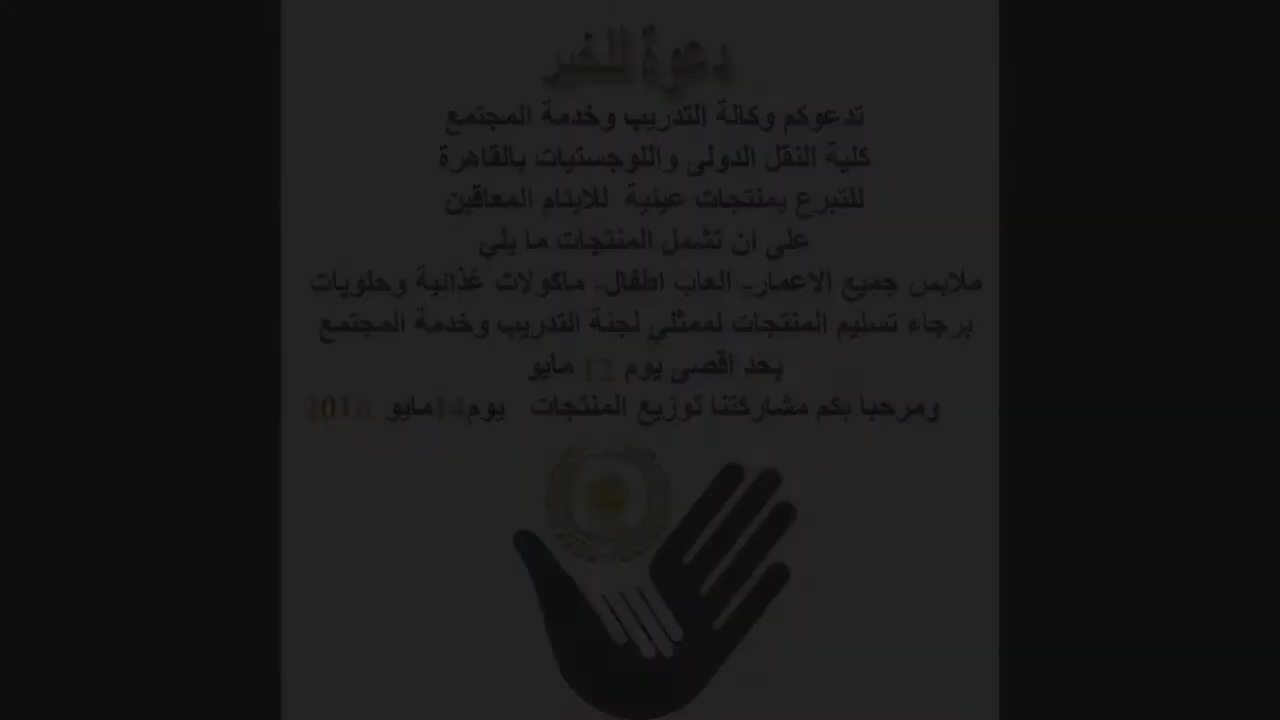 دعوة للخير
تدعوكم وكالة التدريب وخدمة المجتمع
كلية النقل الدولى واللوجستيات بالقاهرة
للتبرع بمنتجات عينية للايتام المعاقين
على ان تشمل المنتجات ما يلي
ملابس جميع الاعمار- العاب اطفال- ماكولات غذائية وحلويات
برجاء تسليم المنتجات لممثلي لجنة التدريب وخدمة المجتمع
بحد اقصى يوم 12 مايو
ومرحبا بكم مشاركتنا توزيع المنتجات يوم14مايو 2016